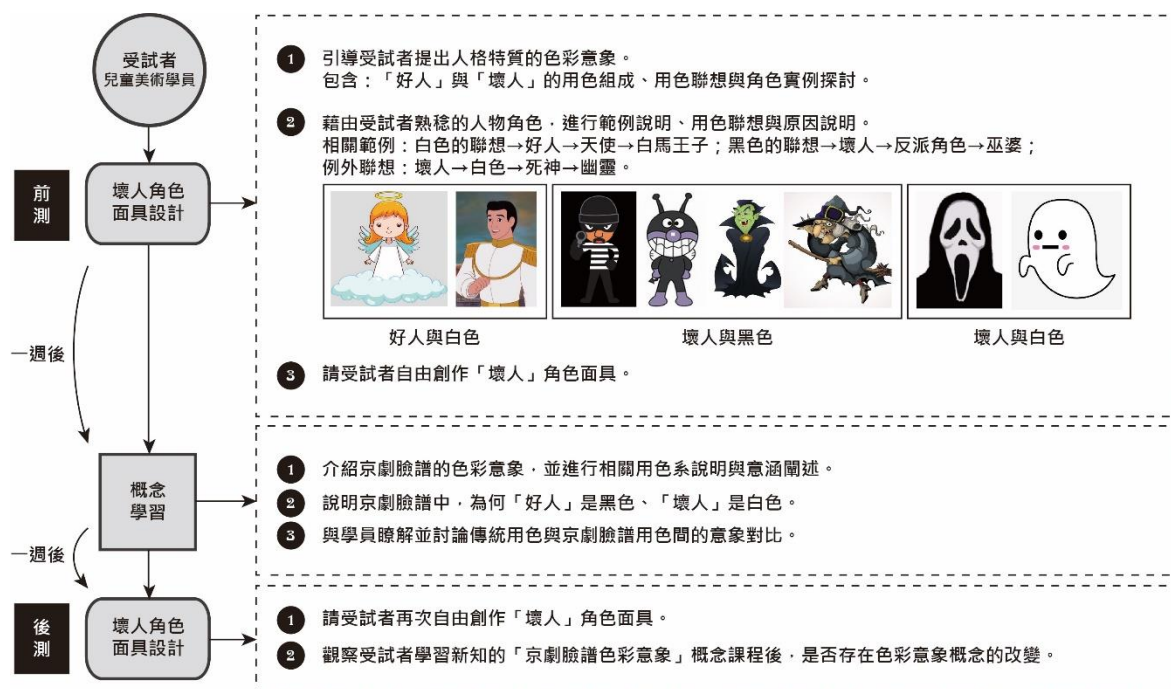 受試者
兒童美術學員
前測
壞人角色
面具設計
1 引導受試者提出人格特質的色彩意象。
包含：「好人」與「壞人」的用色組成、用色聯想與角色實例探討。
2 藉由受試者熟稔的人物角色，進行範例說明、用色聯想與原因說明。
相關範例：白色的聯想→好人→天使→白馬王子；黑色的聯想→壞人→反派角色→巫婆；
例外聯想：壞人→白色→死神→幽靈。
好人與白色
壞人與黑色
壞人與白色
3 請受試者自由創作「壞人」角色面具。
一週後
概念
學習
1 介紹京劇臉譜的色彩意象，並進行相關用色系說明與意涵闡述。
2 說明京劇臉譜中，為何「好人」是黑色、「壞人」是白色。
3 與學員瞭解並討論傳統用色與京劇臉譜用色間的意象對比。
一週後
後測
壞人角色
面具設計
1 請受試者再次自由創作「壞人」角色面具。
2 觀察受試者學習新知的「京劇臉譜色彩意象」概念課程後，是否存在色彩意象概念的改變。